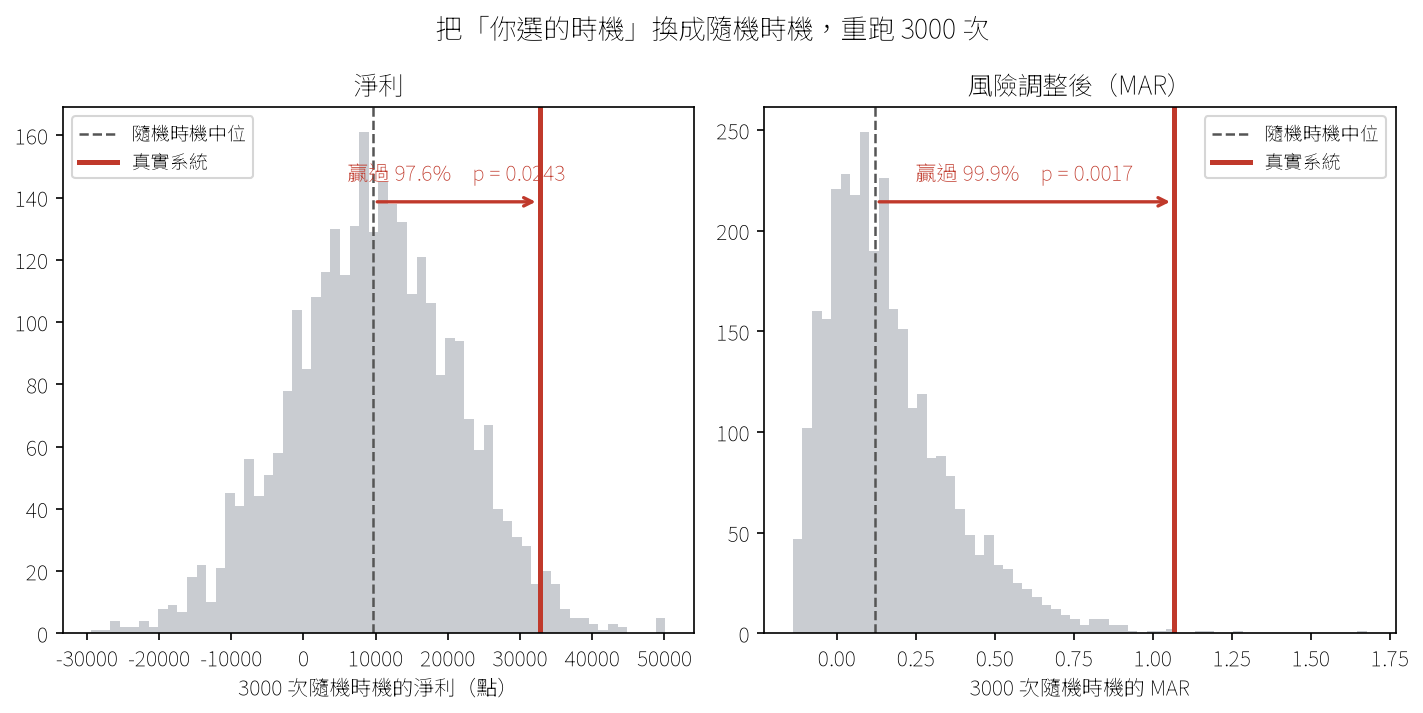 把「你選的時機」換成隨機時機，重跑 3000 次
淨利
隨機時機中位
真實系統
贏過 97.6%　p = 0.0243
160
140
120
100
80
60
40
20
0
-30000 -20000 -10000 0 10000 20000 30000 40000 50000
3000 次隨機時機的淨利（點）
風險調整後（MAR）
隨機時機中位
真實系統
贏過 99.9%　p = 0.0017
250
200
150
100
50
0
0.00 0.25 0.50 0.75 1.00 1.25 1.50 1.75
3000 次隨機時機的 MAR